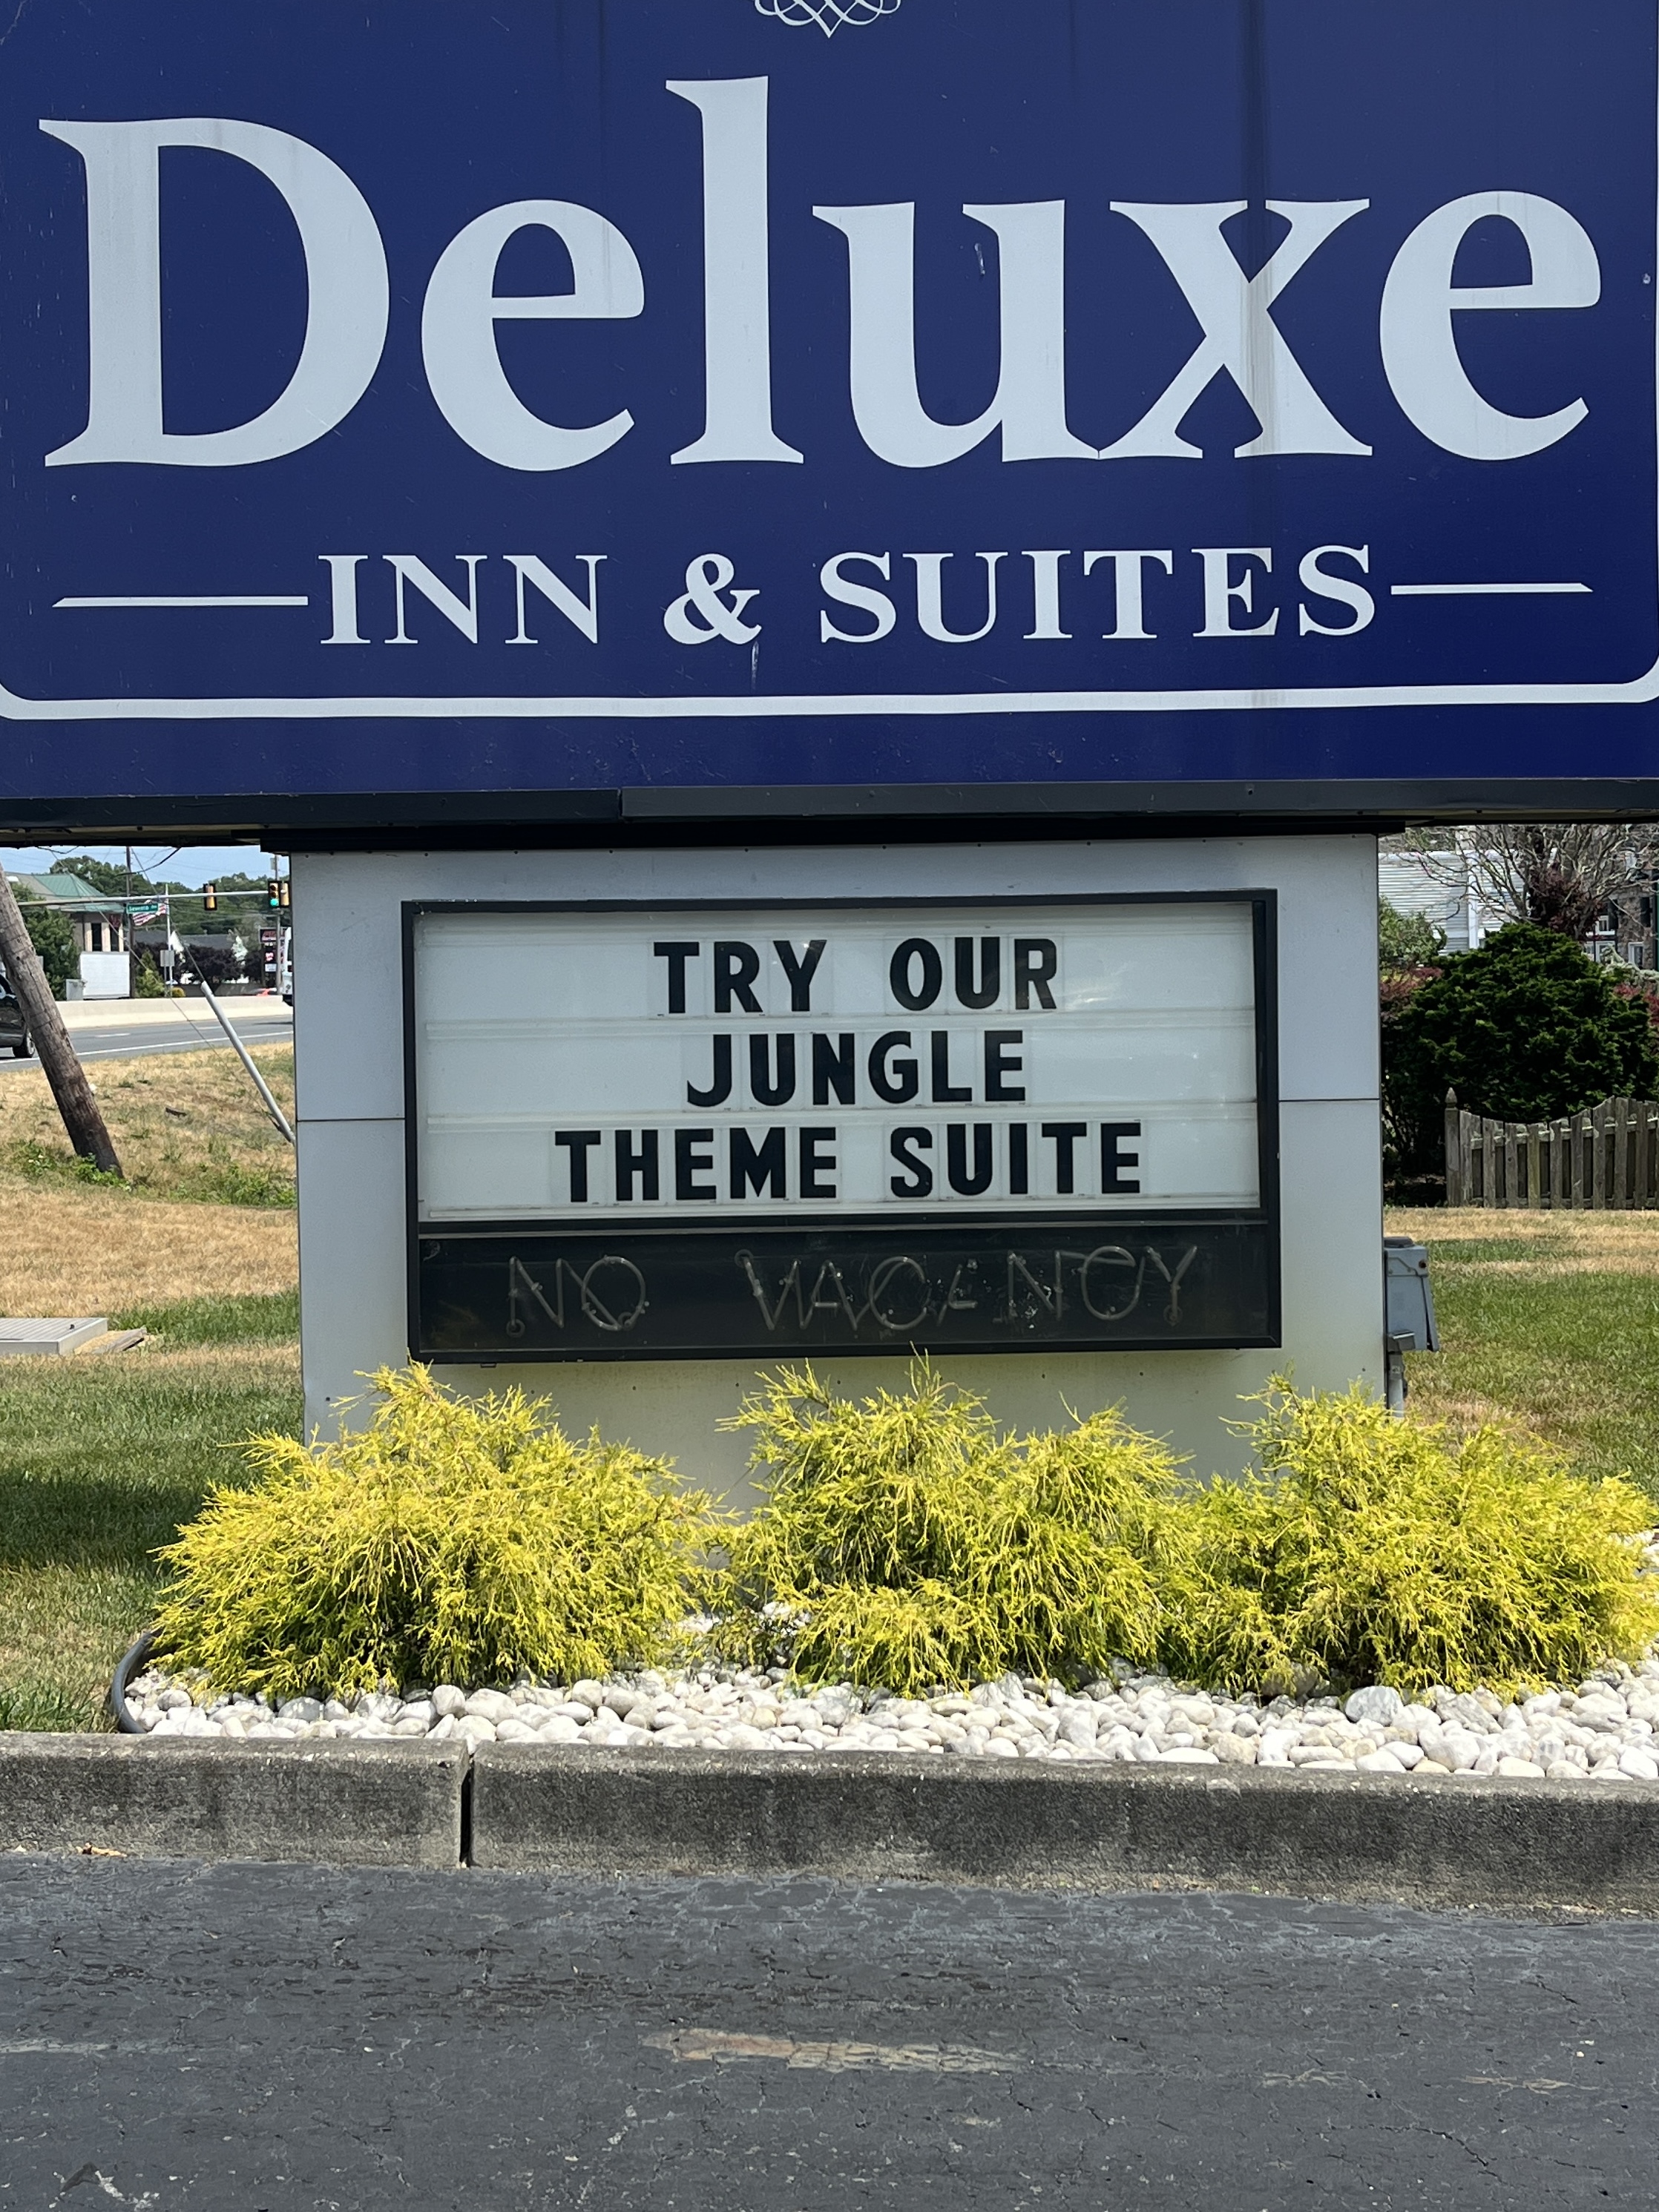 Deluxe
INN & SUITES
TRY OUR
JUNGLE
THEME SUITE
NO VACANCY